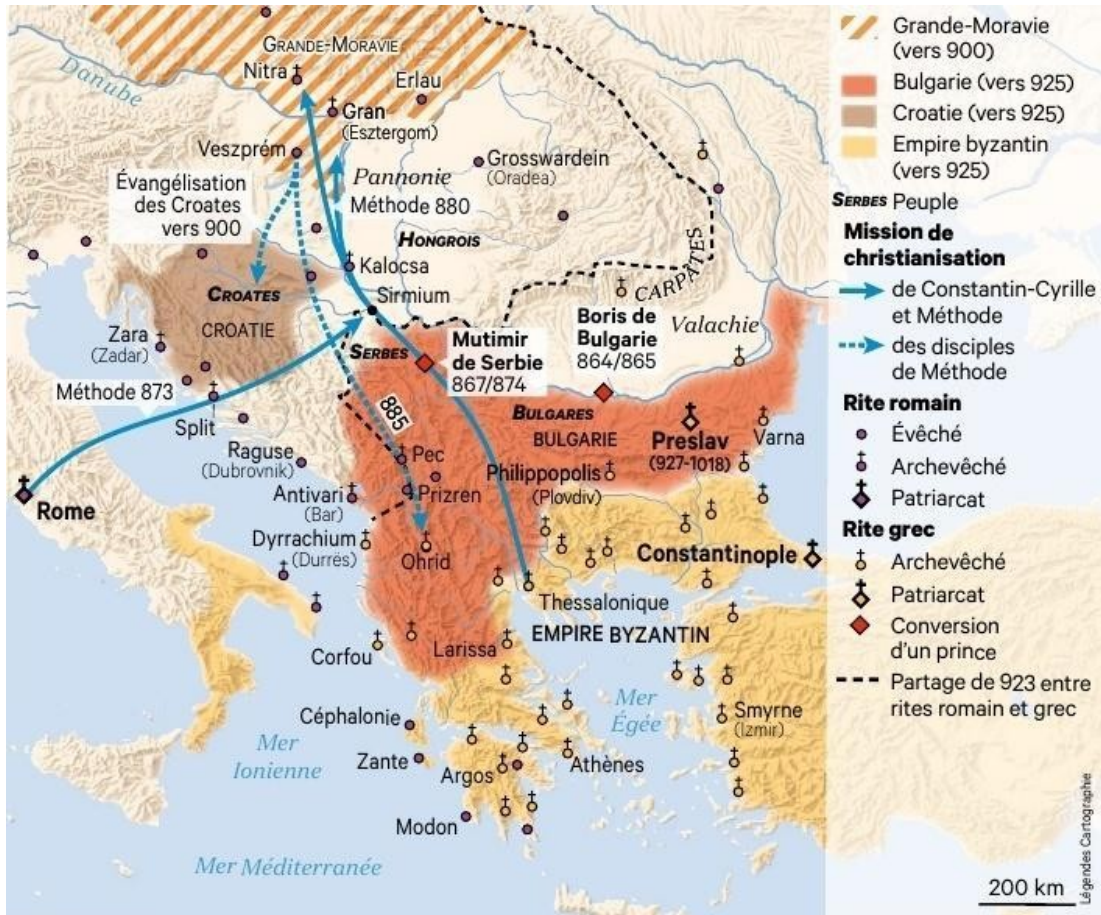 GRANDE-MORAVIE
Nitra
Erlau
Danube
Gran
(Esztergom)
Veszprém
Grosswardein
(Oradea)
Évangélisation
des Croates
vers 900
Pannonie
Méthode 880
HONGROIS
CARPATES
Kalocsa
Sirmium
CROATES
CROATIE
Zara
(Zadar)
Méthode 873
Split
Raguse
(Dubrovnik)
SERBES
Mutimir
de Serbie
867/874
Boris de
Bulgarie
864/865
Valachie
885
BULGARES
BULGARIE
Preslav
(927-1018)
Varna
Pec
Prizren
Philippopolis
(Plovdiv)
Rome
Antivari
(Bar)
Dyrrachium
(Durrës)
Ohrid
Constantinople
Thessalonique
EMPIRE BYZANTIN
Corfou
Larissa
Mer
Égée
Smyrne
(Izmir)
Céphalonie
Mer
Ionienne
Zante
Argos
Athènes
Modon
Mer Méditerranée
Grande-Moravie
(vers 900)
Bulgarie (vers 925)
Croatie (vers 925)
Empire byzantin
(vers 925)
SERBES Peuple
Mission de
christianisation
de Constantin-Cyrille
et Méthode
des disciples
de Méthode
Rite romain
Évêché
Archevêché
Patriarcat
Rite grec
Archevêché
Patriarcat
Conversion
d'un prince
Partage de 923 entre
rites romain et grec
200 km
Légendes Cartographie